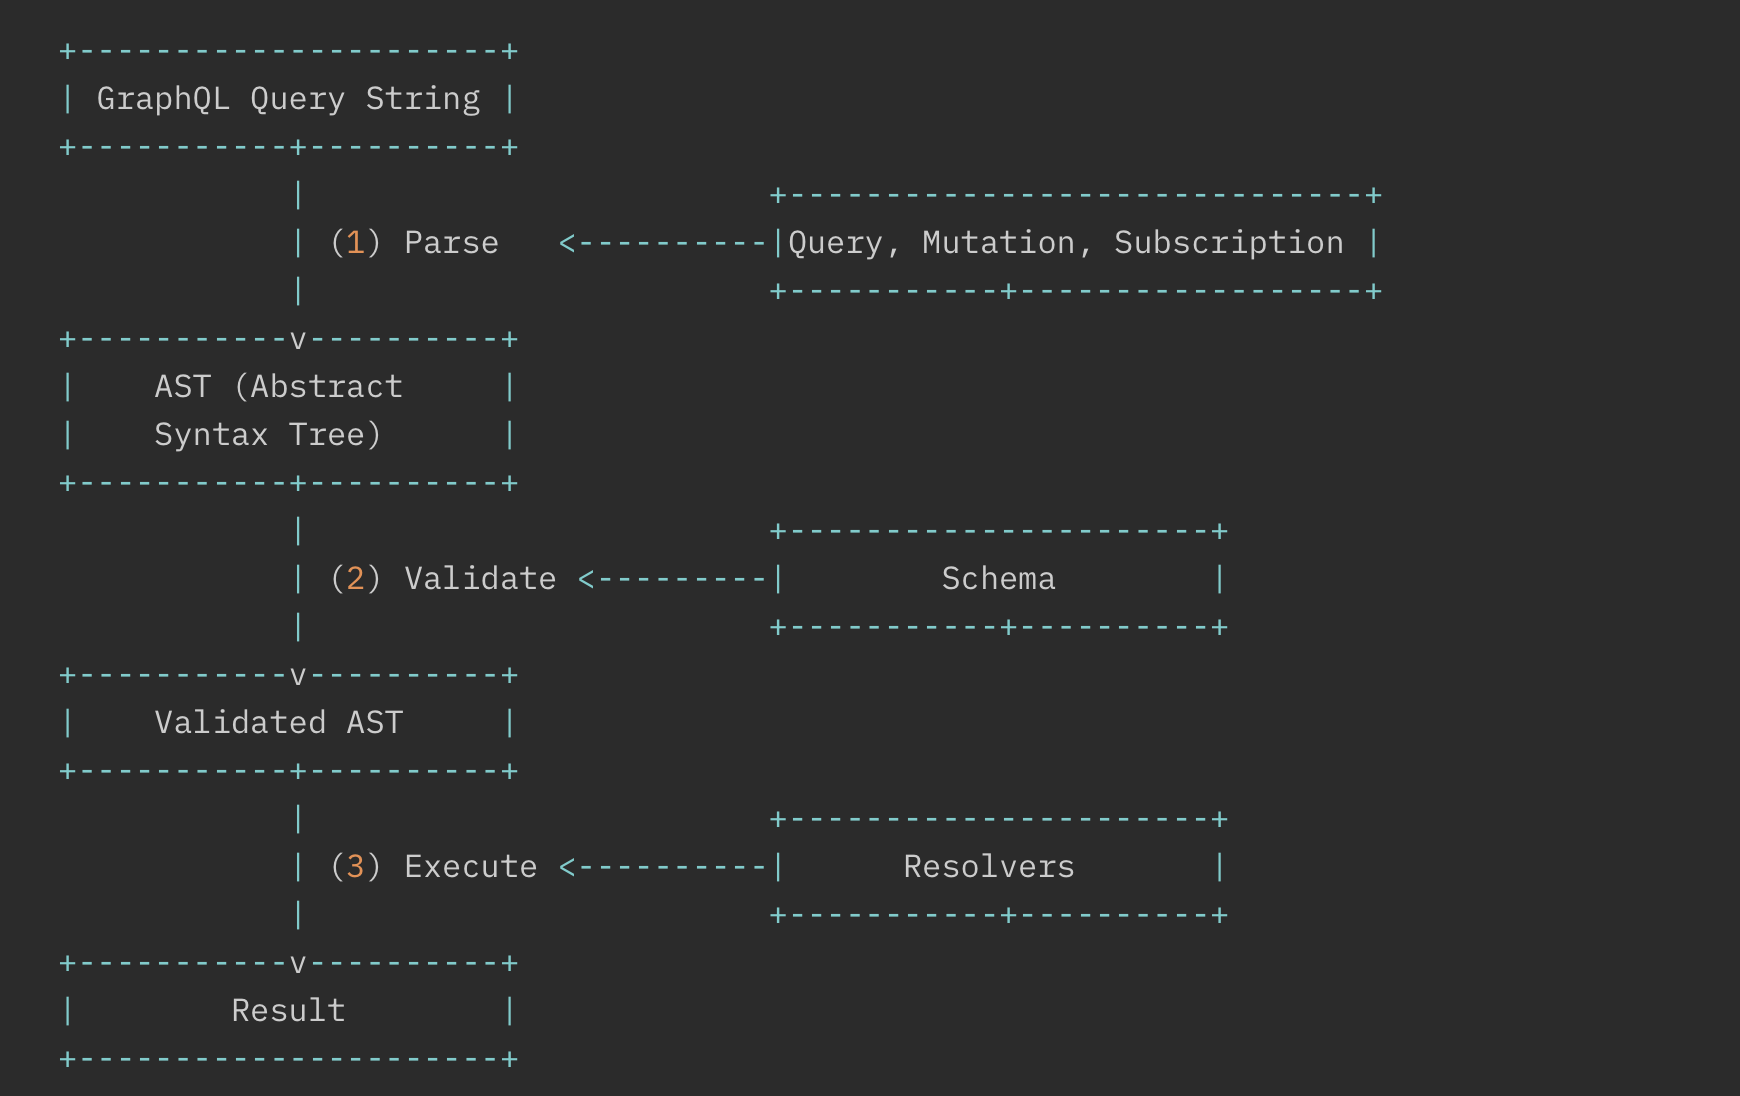 +----------------------+
| GraphQL Query String |
+-----------+----------+
            |                        +------------------------------+
            | (1) Parse   <----------|Query, Mutation, Subscription |
            |                        +-----------+------------------+
+-----------v----------+
|    AST (Abstract     |
|    Syntax Tree)      |
+-----------+----------+
            |                        +----------------------+
            | (2) Validate <---------|        Schema        |
            |                        +-----------+----------+
+-----------v----------+
|    Validated AST     |
+-----------+----------+
            |                        +----------------------+
            | (3) Execute <----------|      Resolvers       |
            |                        +-----------+----------+
+-----------v----------+
|        Result        |
+----------------------+